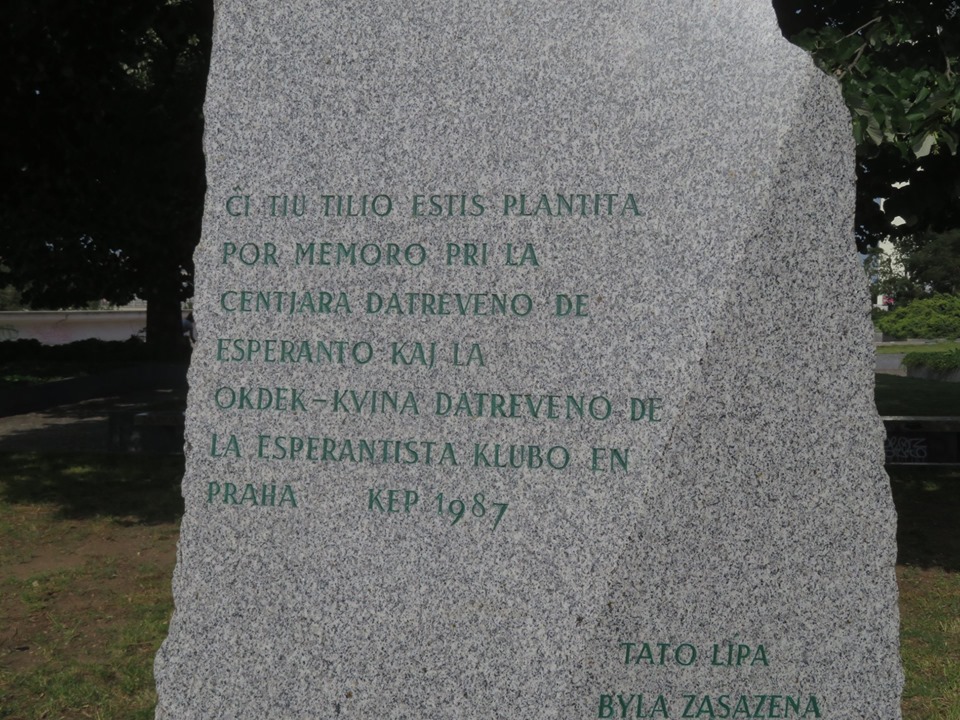 ĈI TIU TILIO ESTIS PLANTITA
POR MEMORO PRI LA
CENTJARA DATREVENO DE
ESPERANTO KAJ LA
OKDEK-KVINA DATREVENO DE
LA ESPERANTISTA KLUBO EN
PRAHA KEP 1987
TATO LÍPA
BYLA ZASAZENA